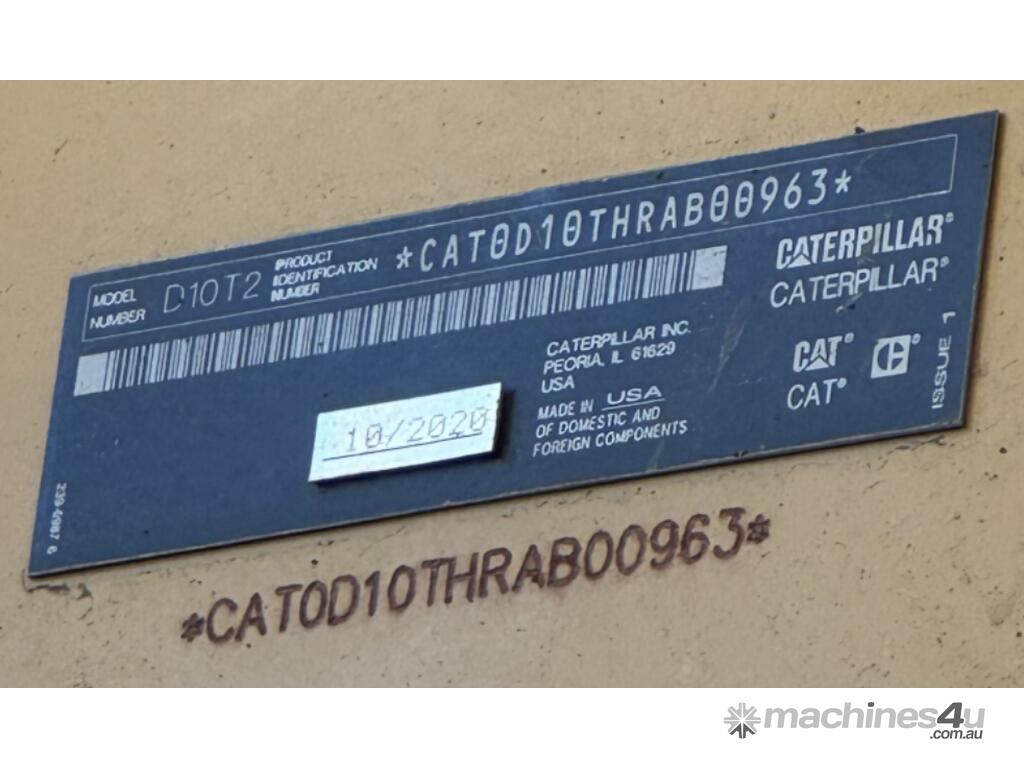 MODEL NUMBER D10T2
PRODUCT IDENTIFICATION NUMBER *CAT0D10THRAB00963*
CATERPILLAR®
CATERPILLAR®
CATERPILLAR INC.
PEORIA, IL 61629
USA
CAT®
CAT®
MADE IN USA
OF DOMESTIC AND
FOREIGN COMPONENTS
ISSUE 1
10/2020
*CAT0D10THRAB00963*
machines4u
.com.au